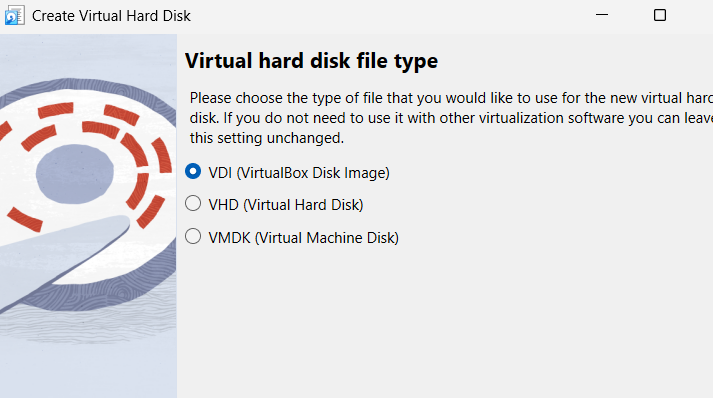 Create Virtual Hard Disk
Virtual hard disk file type
Please choose the type of file that you would like to use for the new virtual hard
disk. If you do not need to use it with other virtualization software you can leave
this setting unchanged.
VDI (VirtualBox Disk Image)
VHD (Virtual Hard Disk)
VMDK (Virtual Machine Disk)